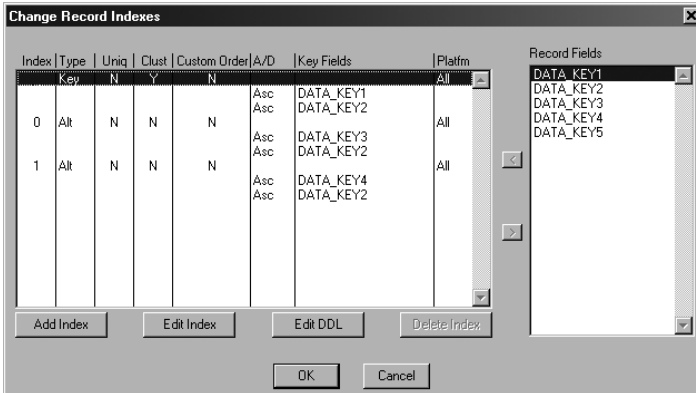 Change Record Indexes
Index Type Uniq Clust Custom Order A/D Key Fields Platfm
Key N Y N All
Asc DATA_KEY1
Asc DATA_KEY2
0 Alt N N N All
Asc DATA_KEY3
Asc DATA_KEY2
1 Alt N N N All
Asc DATA_KEY4
Asc DATA_KEY2
Record Fields
DATA_KEY1
DATA_KEY2
DATA_KEY3
DATA_KEY4
DATA_KEY5
<
>
Add Index Edit Index Edit DDL Delete Index
OK Cancel